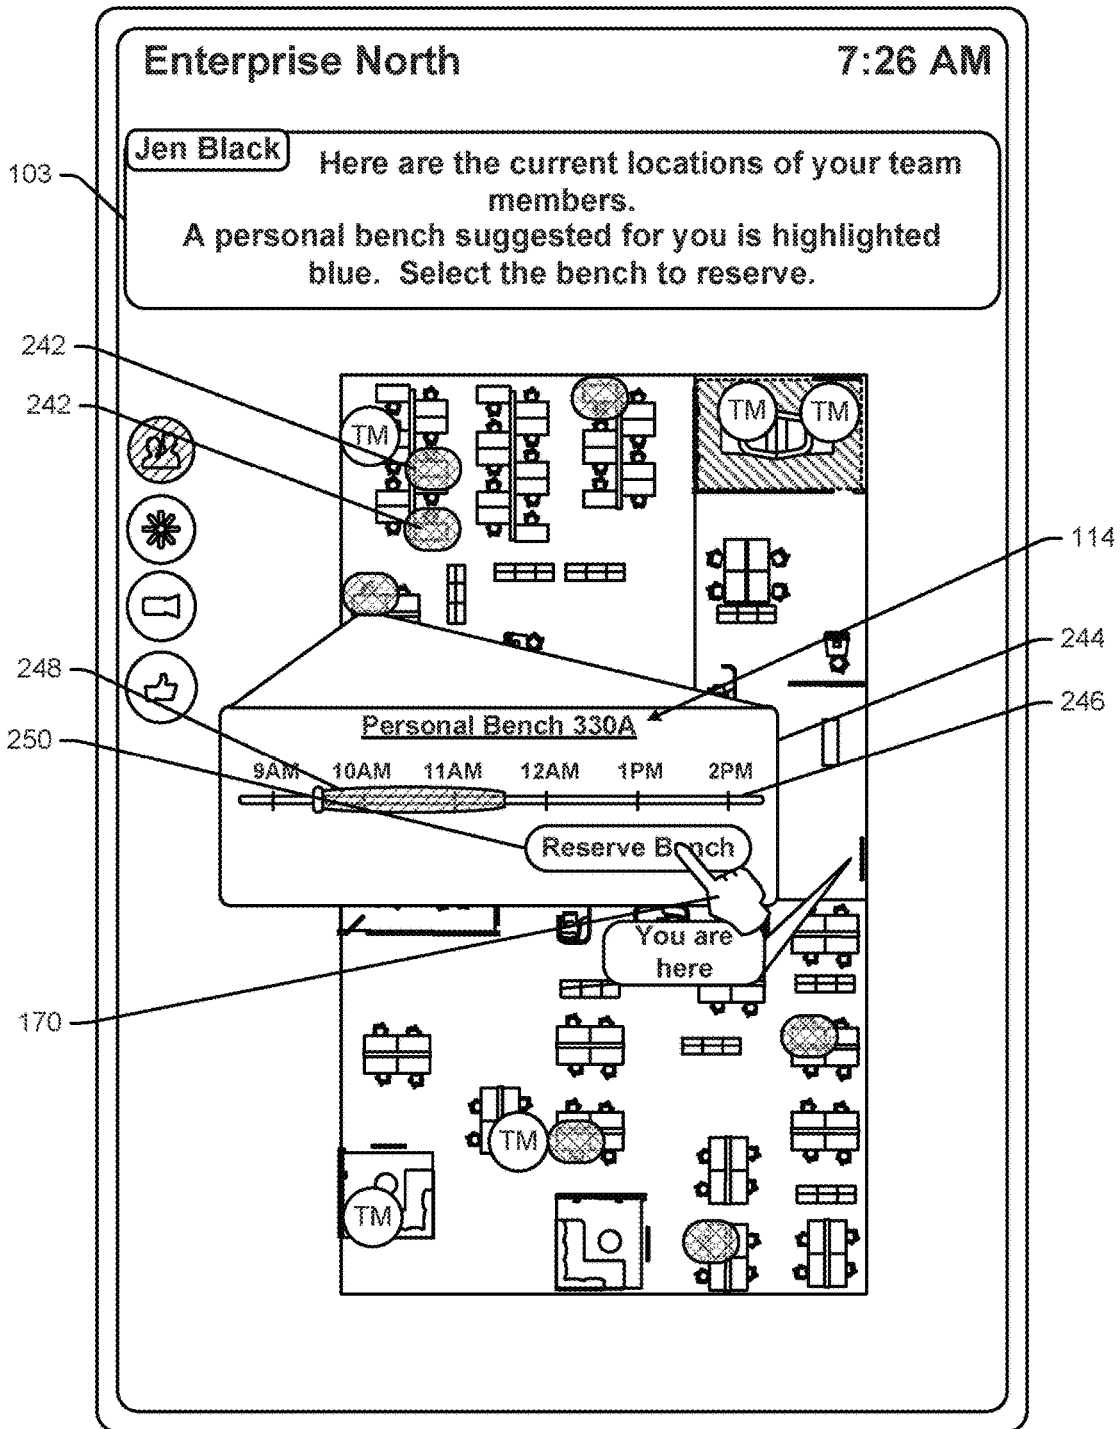 Enterprise North
7:26 AM
Jen Black
Here are the current locations of your team
members.
A personal bench suggested for you is highlighted
blue. Select the bench to reserve.
103
242
242
TM
TM
TM
114
244
248
246
250
Personal Bench 330A
9AM 10AM 11AM 12AM 1PM 2PM
Reserve Bench
You are
here
170
TM
TM